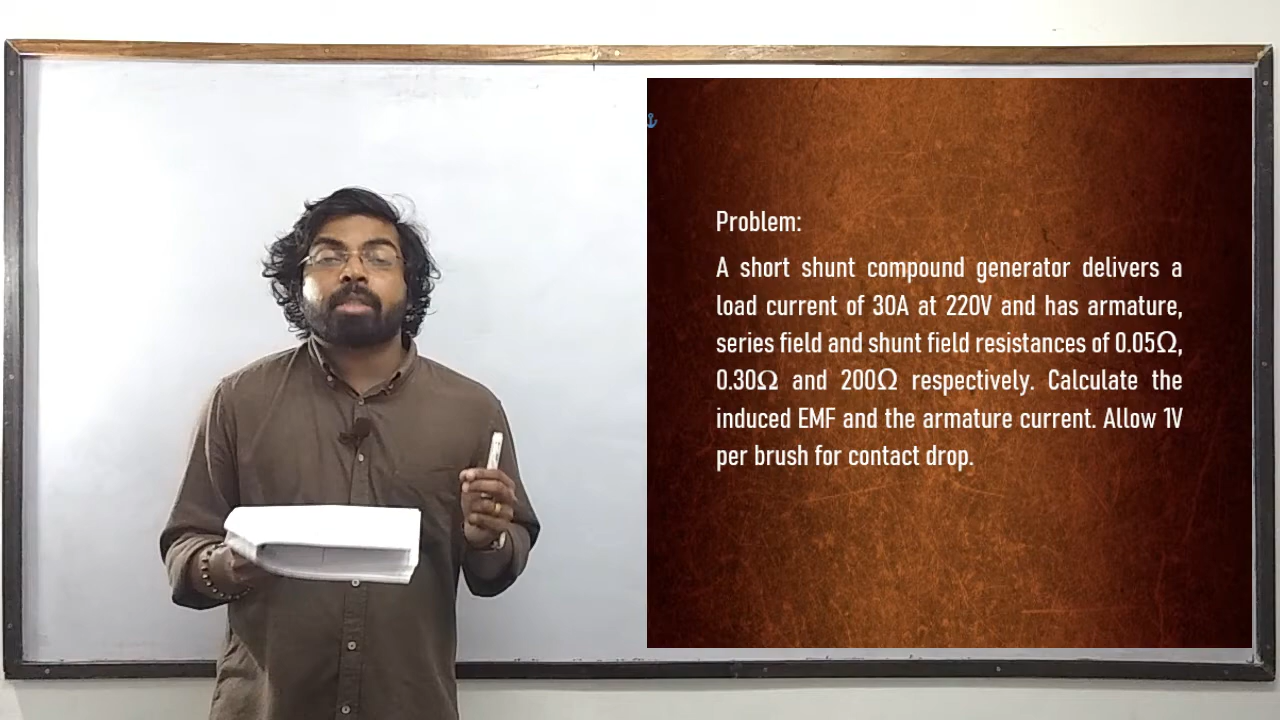 Problem:
A short shunt compound generator delivers a
load current of 30A at 220V and has armature,
series field and shunt field resistances of 0.05Ω,
0.30Ω and 200Ω respectively. Calculate the
induced EMF and the armature current. Allow 1V
per brush for contact drop.